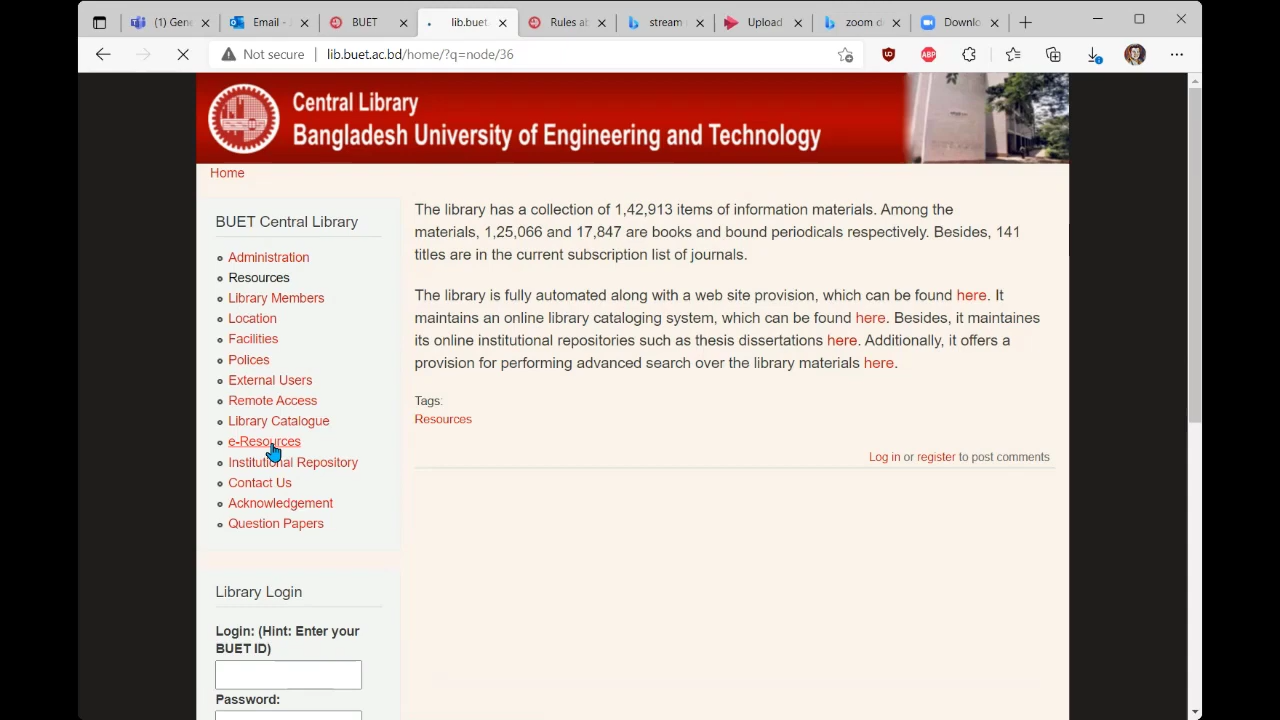 (1) Gene
Email -
BUET
lib.buet.
Rules a
stream
Upload
zoom d
Downlo
Not secure
lib.buet.ac.bd/home/?q=node/36
ABP
Central Library
Bangladesh University of Engineering and Technology
Home
BUET Central Library
Administration
Resources
Library Members
Location
Facilities
Polices
External Users
Remote Access
Library Catalogue
e-Resources
Institutional Repository
Contact Us
Acknowledgement
Question Papers
The library has a collection of 1,42,913 items of information materials. Among the
materials, 1,25,066 and 17,847 are books and bound periodicals respectively. Besides, 141
titles are in the current subscription list of journals.
The library is fully automated along with a web site provision, which can be found here. It
maintains an online library cataloging system, which can be found here. Besides, it maintaines
its online institutional repositories such as thesis dissertations here. Additionally, it offers a
provision for performing advanced search over the library materials here.
Tags:
Resources
Log in or register to post comments
Library Login
Login: (Hint: Enter your
BUET ID)
Password: